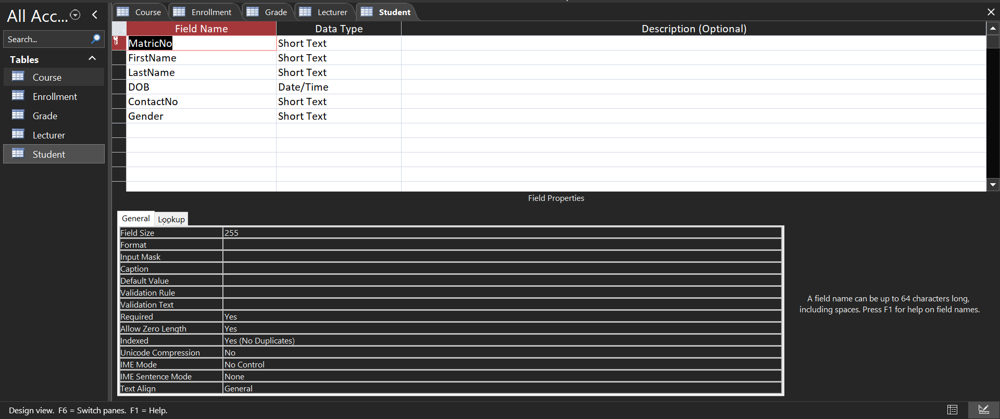 All Acc...
Search...
Tables
Course
Enrollment
Grade
Lecturer
Student
Course Enrollment Grade Lecturer Student
Field Name Data Type Description (Optional)
MatricNo Short Text
FirstName Short Text
LastName Short Text
DOB Date/Time
ContactNo Short Text
Gender Short Text
Field Properties
General Lookup
Field Size 255
Format
Input Mask
Caption
Default Value
Validation Rule
Validation Text
Required Yes
Allow Zero Length Yes
Indexed Yes (No Duplicates)
Unicode Compression No
IME Mode No Control
IME Sentence Mode None
Text Align General
A field name can be up to 64 characters long,
including spaces. Press F1 for help on field names.
Design view. F6 = Switch panes. F1 = Help.